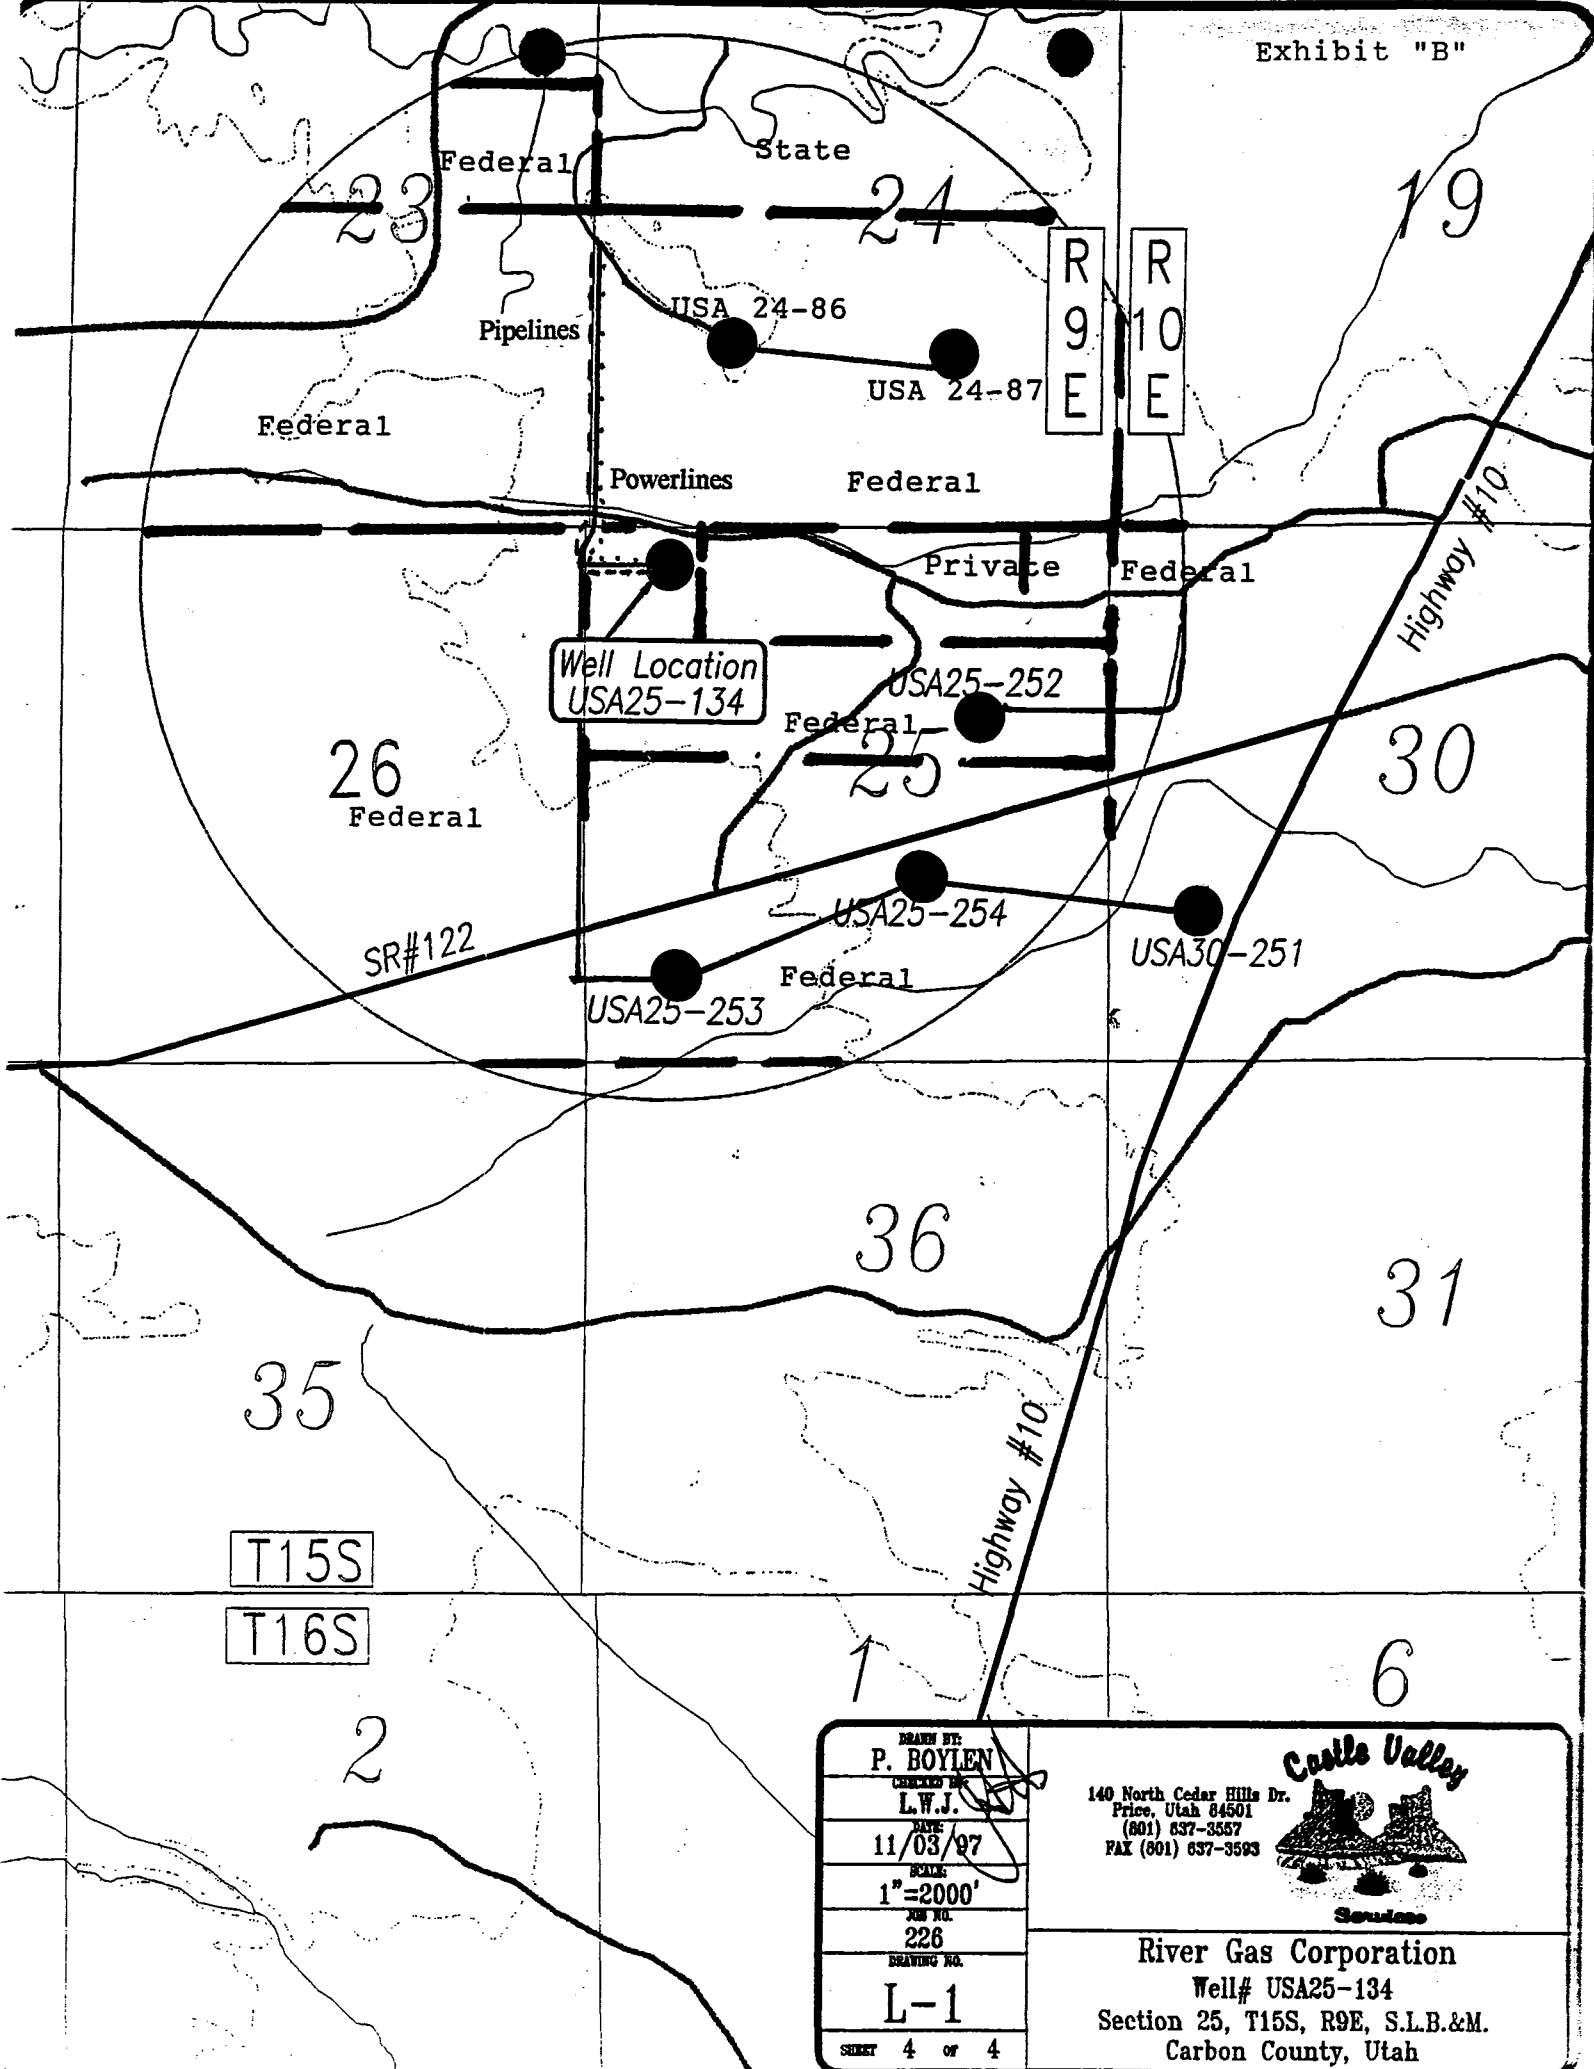 Exhibit "B"
State
Federal
23
24
19
R
9
E
R
10
E
USA 24-86
Pipelines
USA 24-87
Federal
Powerlines
Federal
Highway #10
Private
Federal
Well Location
USA25-134
USA25-252
Federal
25
26
Federal
30
USA25-254
SR#122
USA30-251
Federal
USA25-253
36
31
35
Highway #10
T15S
T16S
1
6
2
DRAWN BY:
P. BOYLEN
CHECKED BY:
L.W.J.
DATE:
11/03/97
SCALE:
1"=2000'
JOB NO.
226
DRAWING NO.
L-1
SHEET 4 OF 4
Castle Valley
140 North Cedar Hills Dr.
Price, Utah 84501
(801) 637-3557
FAX (801) 637-3593
Services
River Gas Corporation
Well# USA25-134
Section 25, T15S, R9E, S.L.B.&M.
Carbon County, Utah